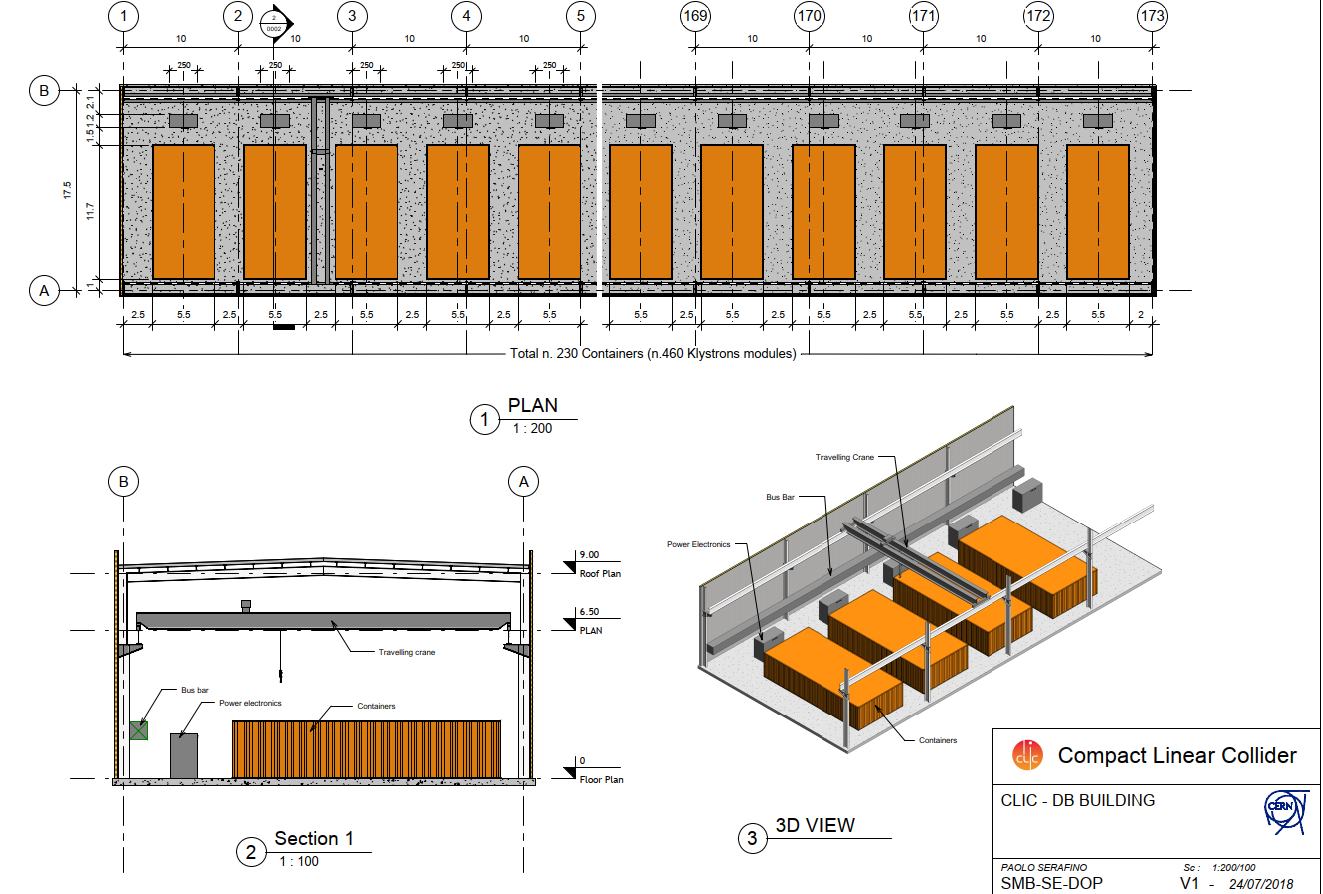 1 2 3 4 5 169 170 171 172 173
2
0002
10 10 10 10 10 10 10 10
250 250 250 250 250
B
2.1
1.2
1.5
17.5
11.7
1
A
2.5 5.5 2.5 5.5 2.5 5.5 2.5 5.5 2.5 5.5 5.5 2.5 5.5 2.5 5.5 2.5 5.5 2.5 5.5 2.5 5.5 2
Total n. 230 Containers (n.460 Klystrons modules)
1 PLAN
1 : 200
B A
9.00
Roof Plan
6.50
PLAN
Travelling crane
Bus bar
Power electronics
Containers
0
Floor Plan
2 Section 1
1 : 100
Travelling Crane
Bus Bar
Power Electronics
Containers
3 3D VIEW
clic Compact Linear Collider
CLIC - DB BUILDING
CERN
PAOLO SERAFINO Sc : 1:200/100
SMB-SE-DOP V1 - 24/07/2018